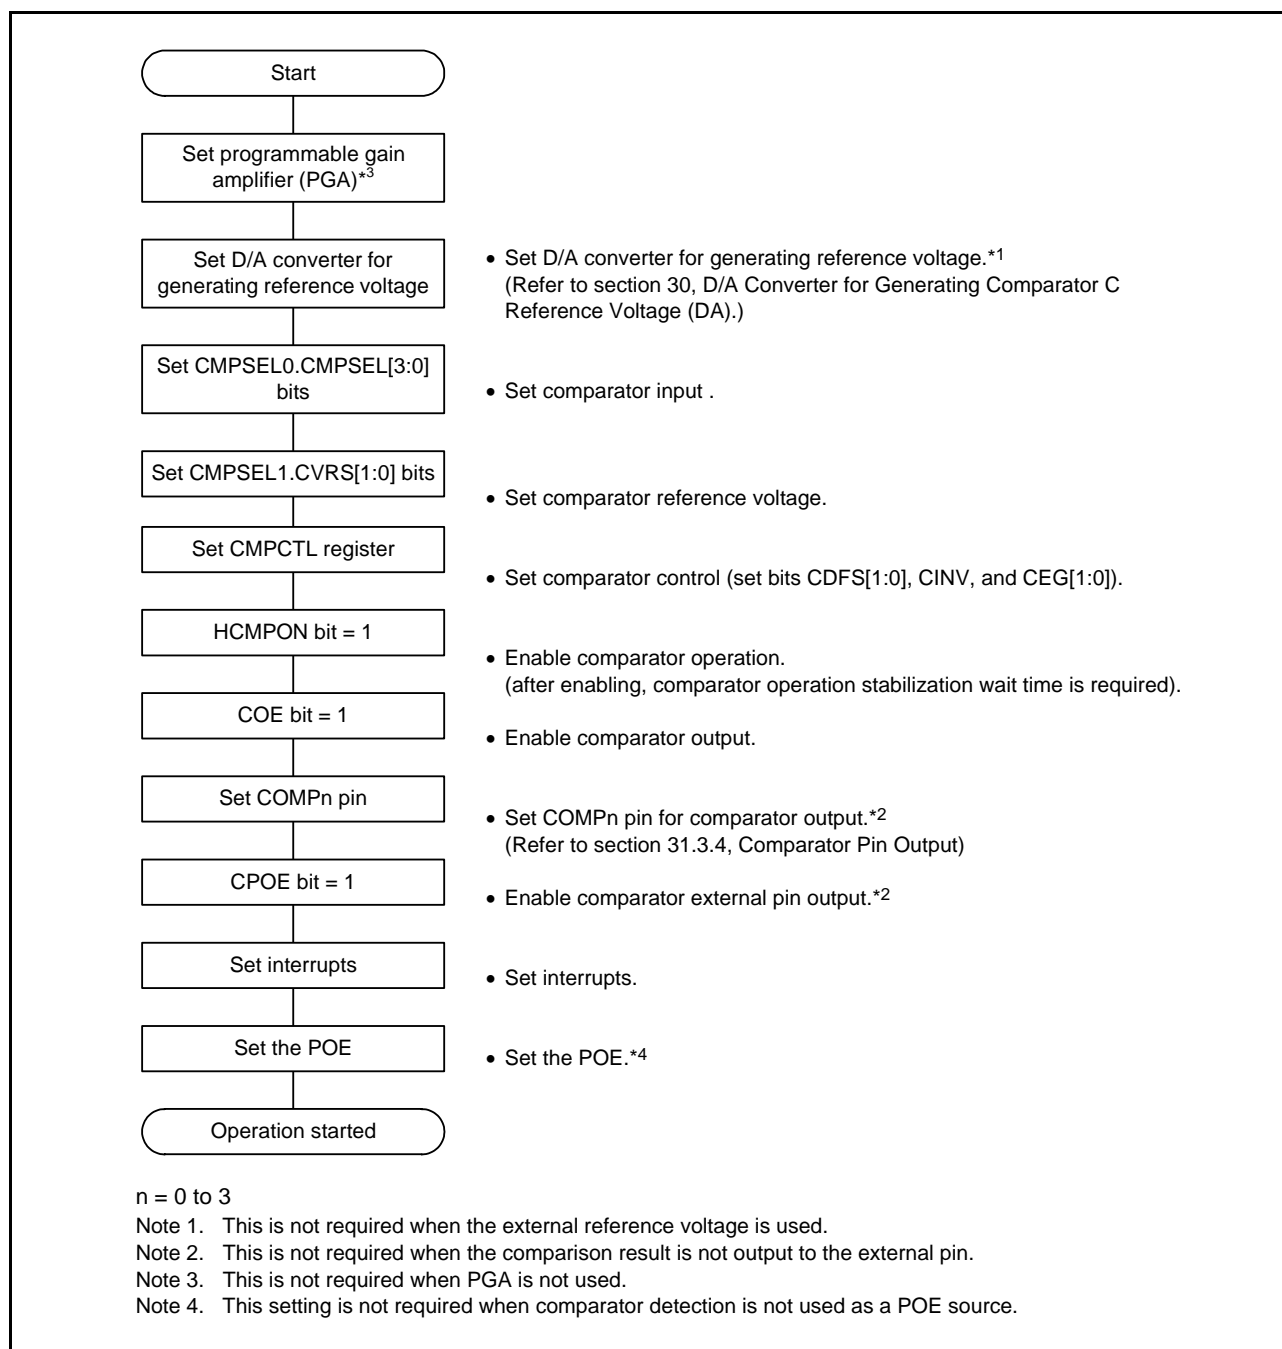 Start
Set programmable gain
amplifier (PGA)*3
Set D/A converter for
generating reference voltage
• Set D/A converter for generating reference voltage.*1
(Refer to section 30, D/A Converter for Generating Comparator C
Reference Voltage (DA).)
Set CMPSEL0.CMPSEL[3:0]
bits
• Set comparator input .
Set CMPSEL1.CVRS[1:0] bits
• Set comparator reference voltage.
Set CMPCTL register
• Set comparator control (set bits CDFS[1:0], CINV, and CEG[1:0]).
HCMPON bit = 1
• Enable comparator operation.
(after enabling, comparator operation stabilization wait time is required).
COE bit = 1
• Enable comparator output.
Set COMPn pin
• Set COMPn pin for comparator output.*2
(Refer to section 31.3.4, Comparator Pin Output)
CPOE bit = 1
• Enable comparator external pin output.*2
Set interrupts
• Set interrupts.
Set the POE
• Set the POE.*4
Operation started
n = 0 to 3
Note 1. This is not required when the external reference voltage is used.
Note 2. This is not required when the comparison result is not output to the external pin.
Note 3. This is not required when PGA is not used.
Note 4. This setting is not required when comparator detection is not used as a POE source.